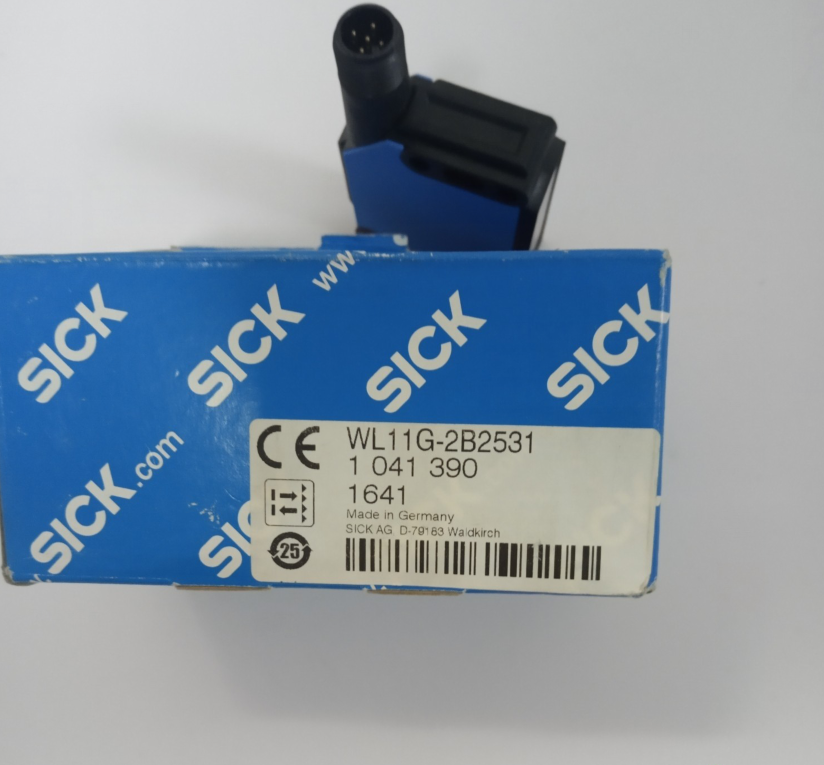 www
SICK
SICK
SICK
SICK
SICK.com
SIC
CE
WL11G-2B2531
1 041 390
1641
Made in Germany
SICK AG D-79183 Waldkirch
25